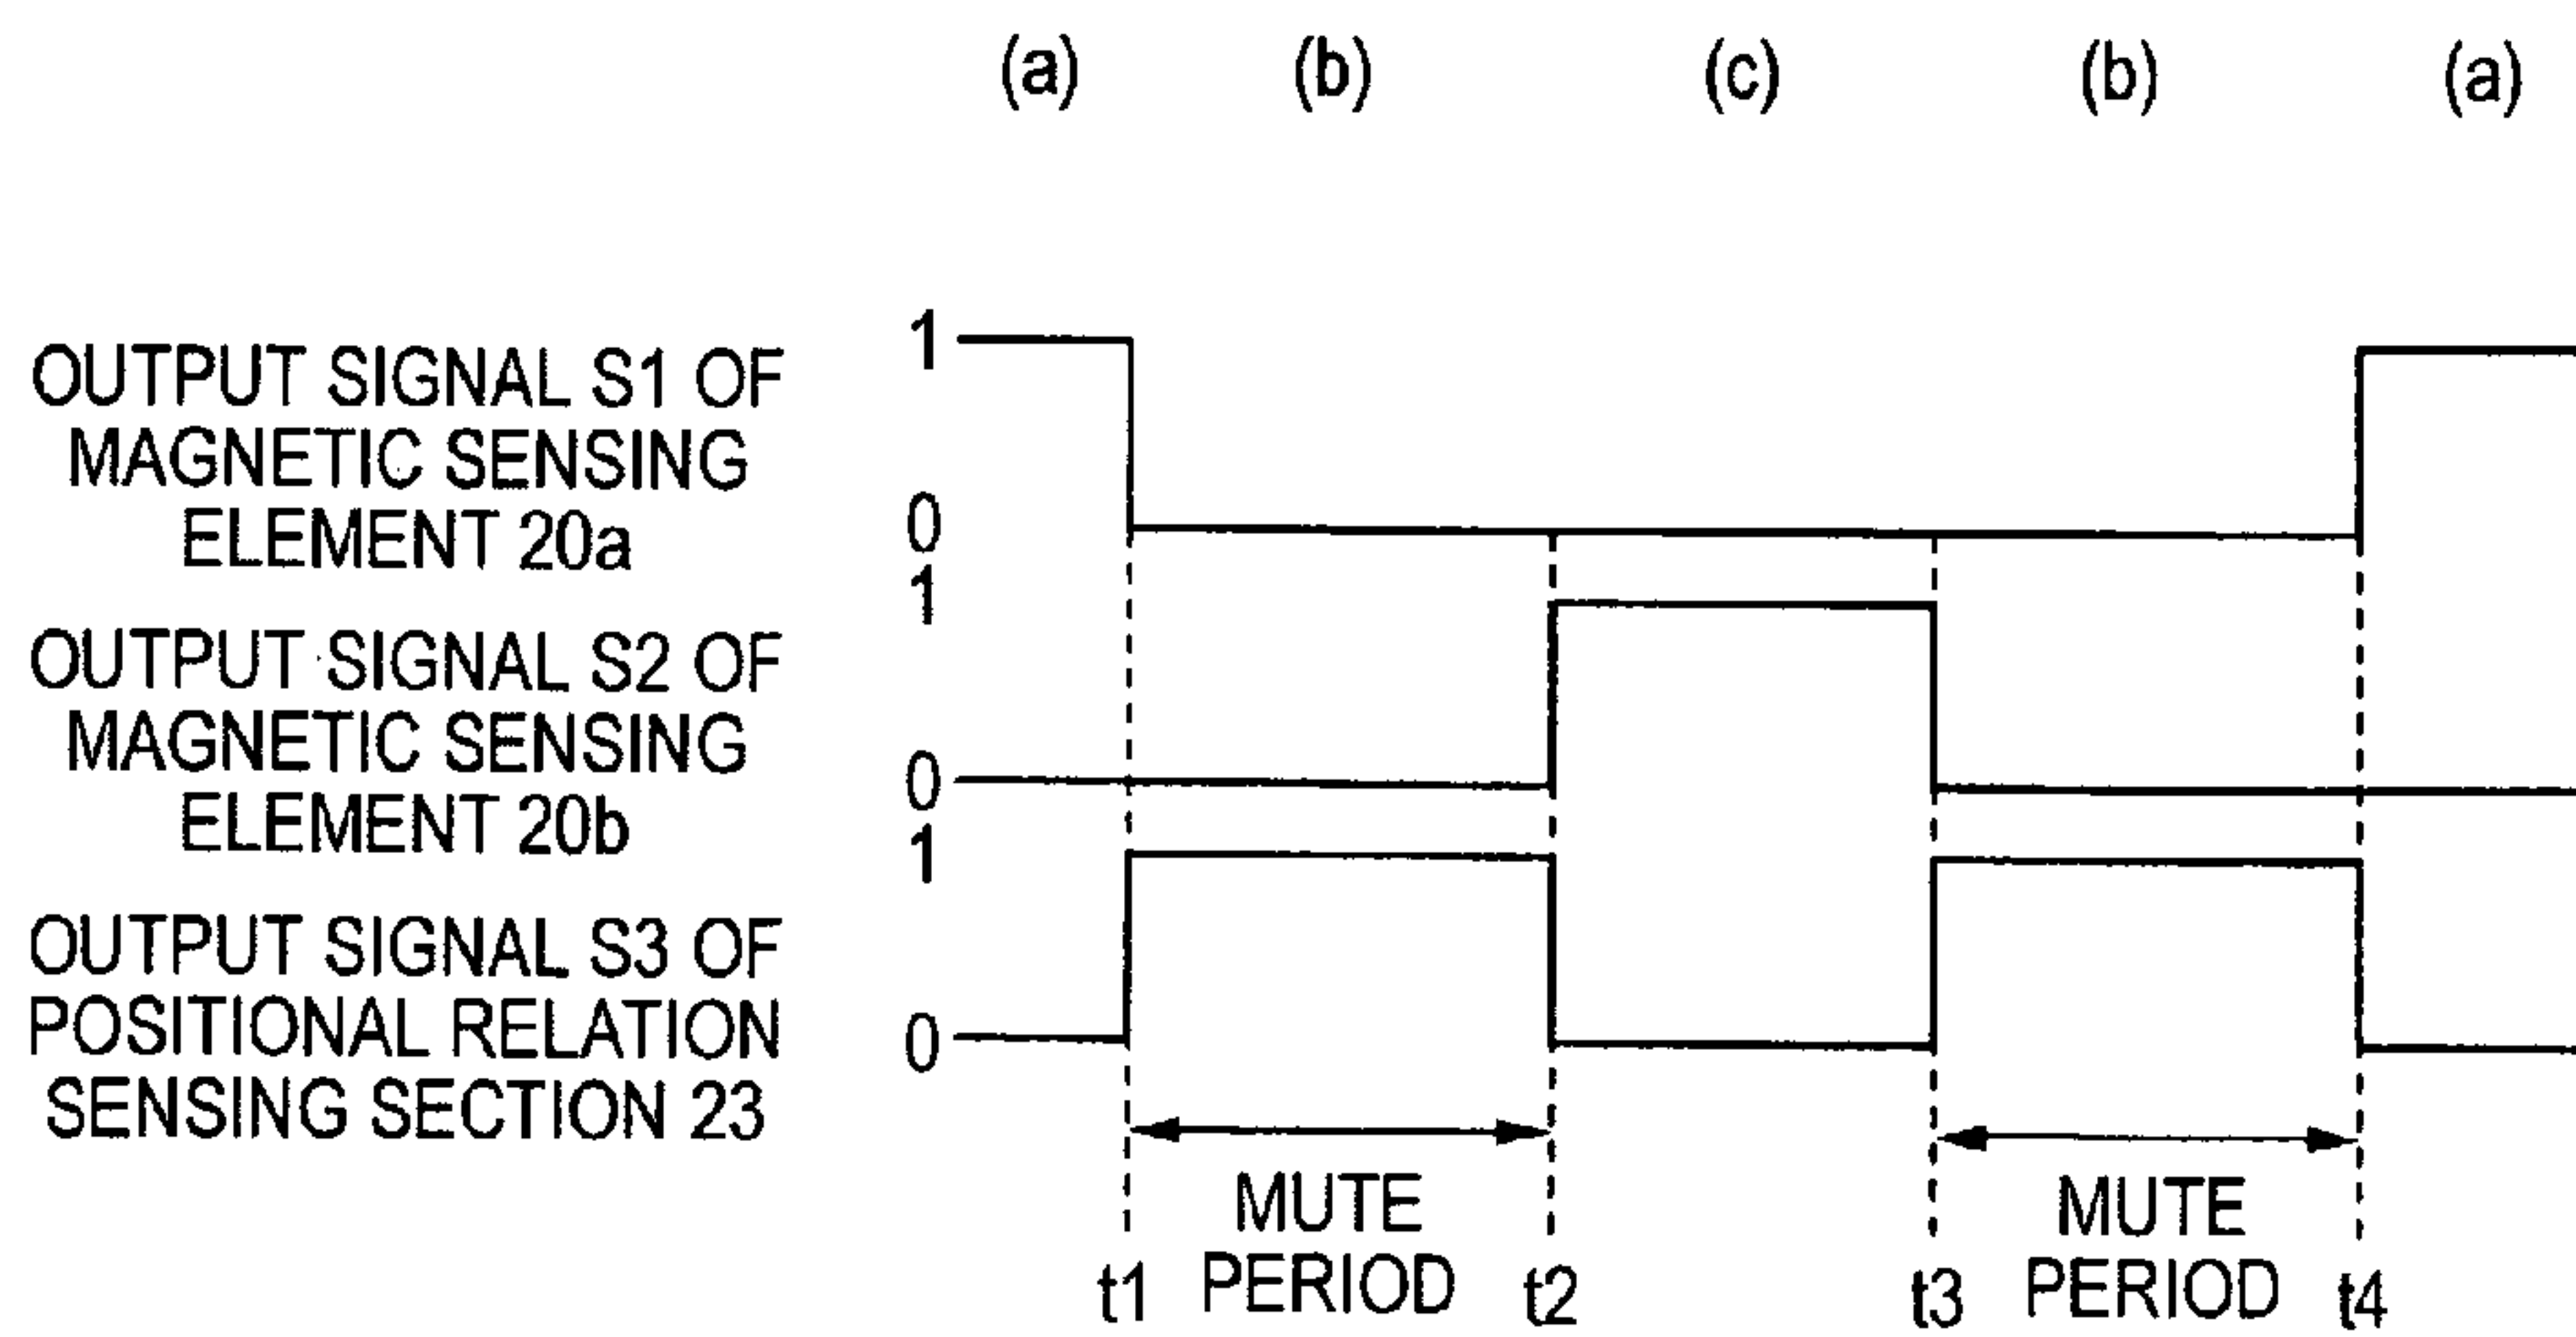 (a) (b) (c) (b) (a)
OUTPUT SIGNAL S1 OF
MAGNETIC SENSING
ELEMENT 20a
1
0
OUTPUT SIGNAL S2 OF
MAGNETIC SENSING
ELEMENT 20b
1
0
OUTPUT SIGNAL S3 OF
POSITIONAL RELATION
SENSING SECTION 23
1
0
MUTE
PERIOD
MUTE
PERIOD
t1 t2 t3 t4